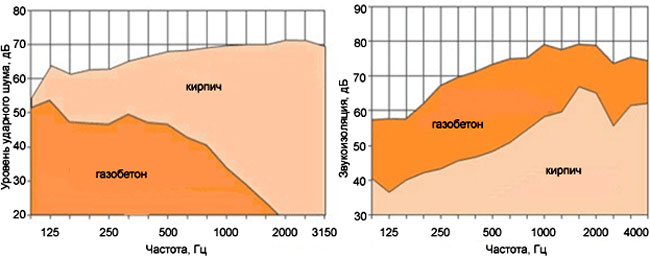 Уровень ударного шума, дБ
80
70
60
50
40
30
20
кирпич
газобетон
125 250 500 1000 2000 3150
Частота, Гц
Звукоизоляция, дБ
90
80
70
60
50
40
30
газобетон
кирпич
125 250 500 1000 2000 4000
Частота, Гц